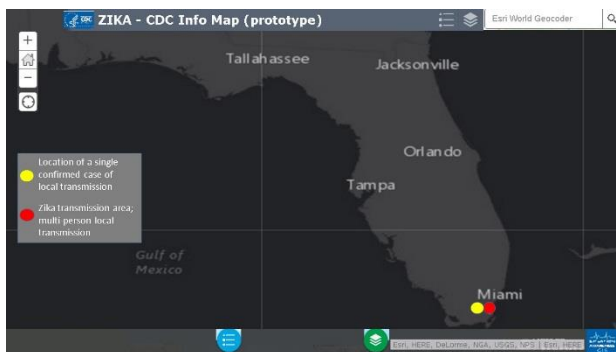 CDC ZIKA - CDC Info Map (prototype)
Esri World Geocoder
+
−
Tallahassee
Jacksonville
Orlando
Tampa
Location of a single
confirmed case of
local transmission
Zika transmission area;
multi person local
transmission
Gulf of
Mexico
Miami
Esri, HERE, DeLorme, NGA, USGS, NPS | Esri, HERE